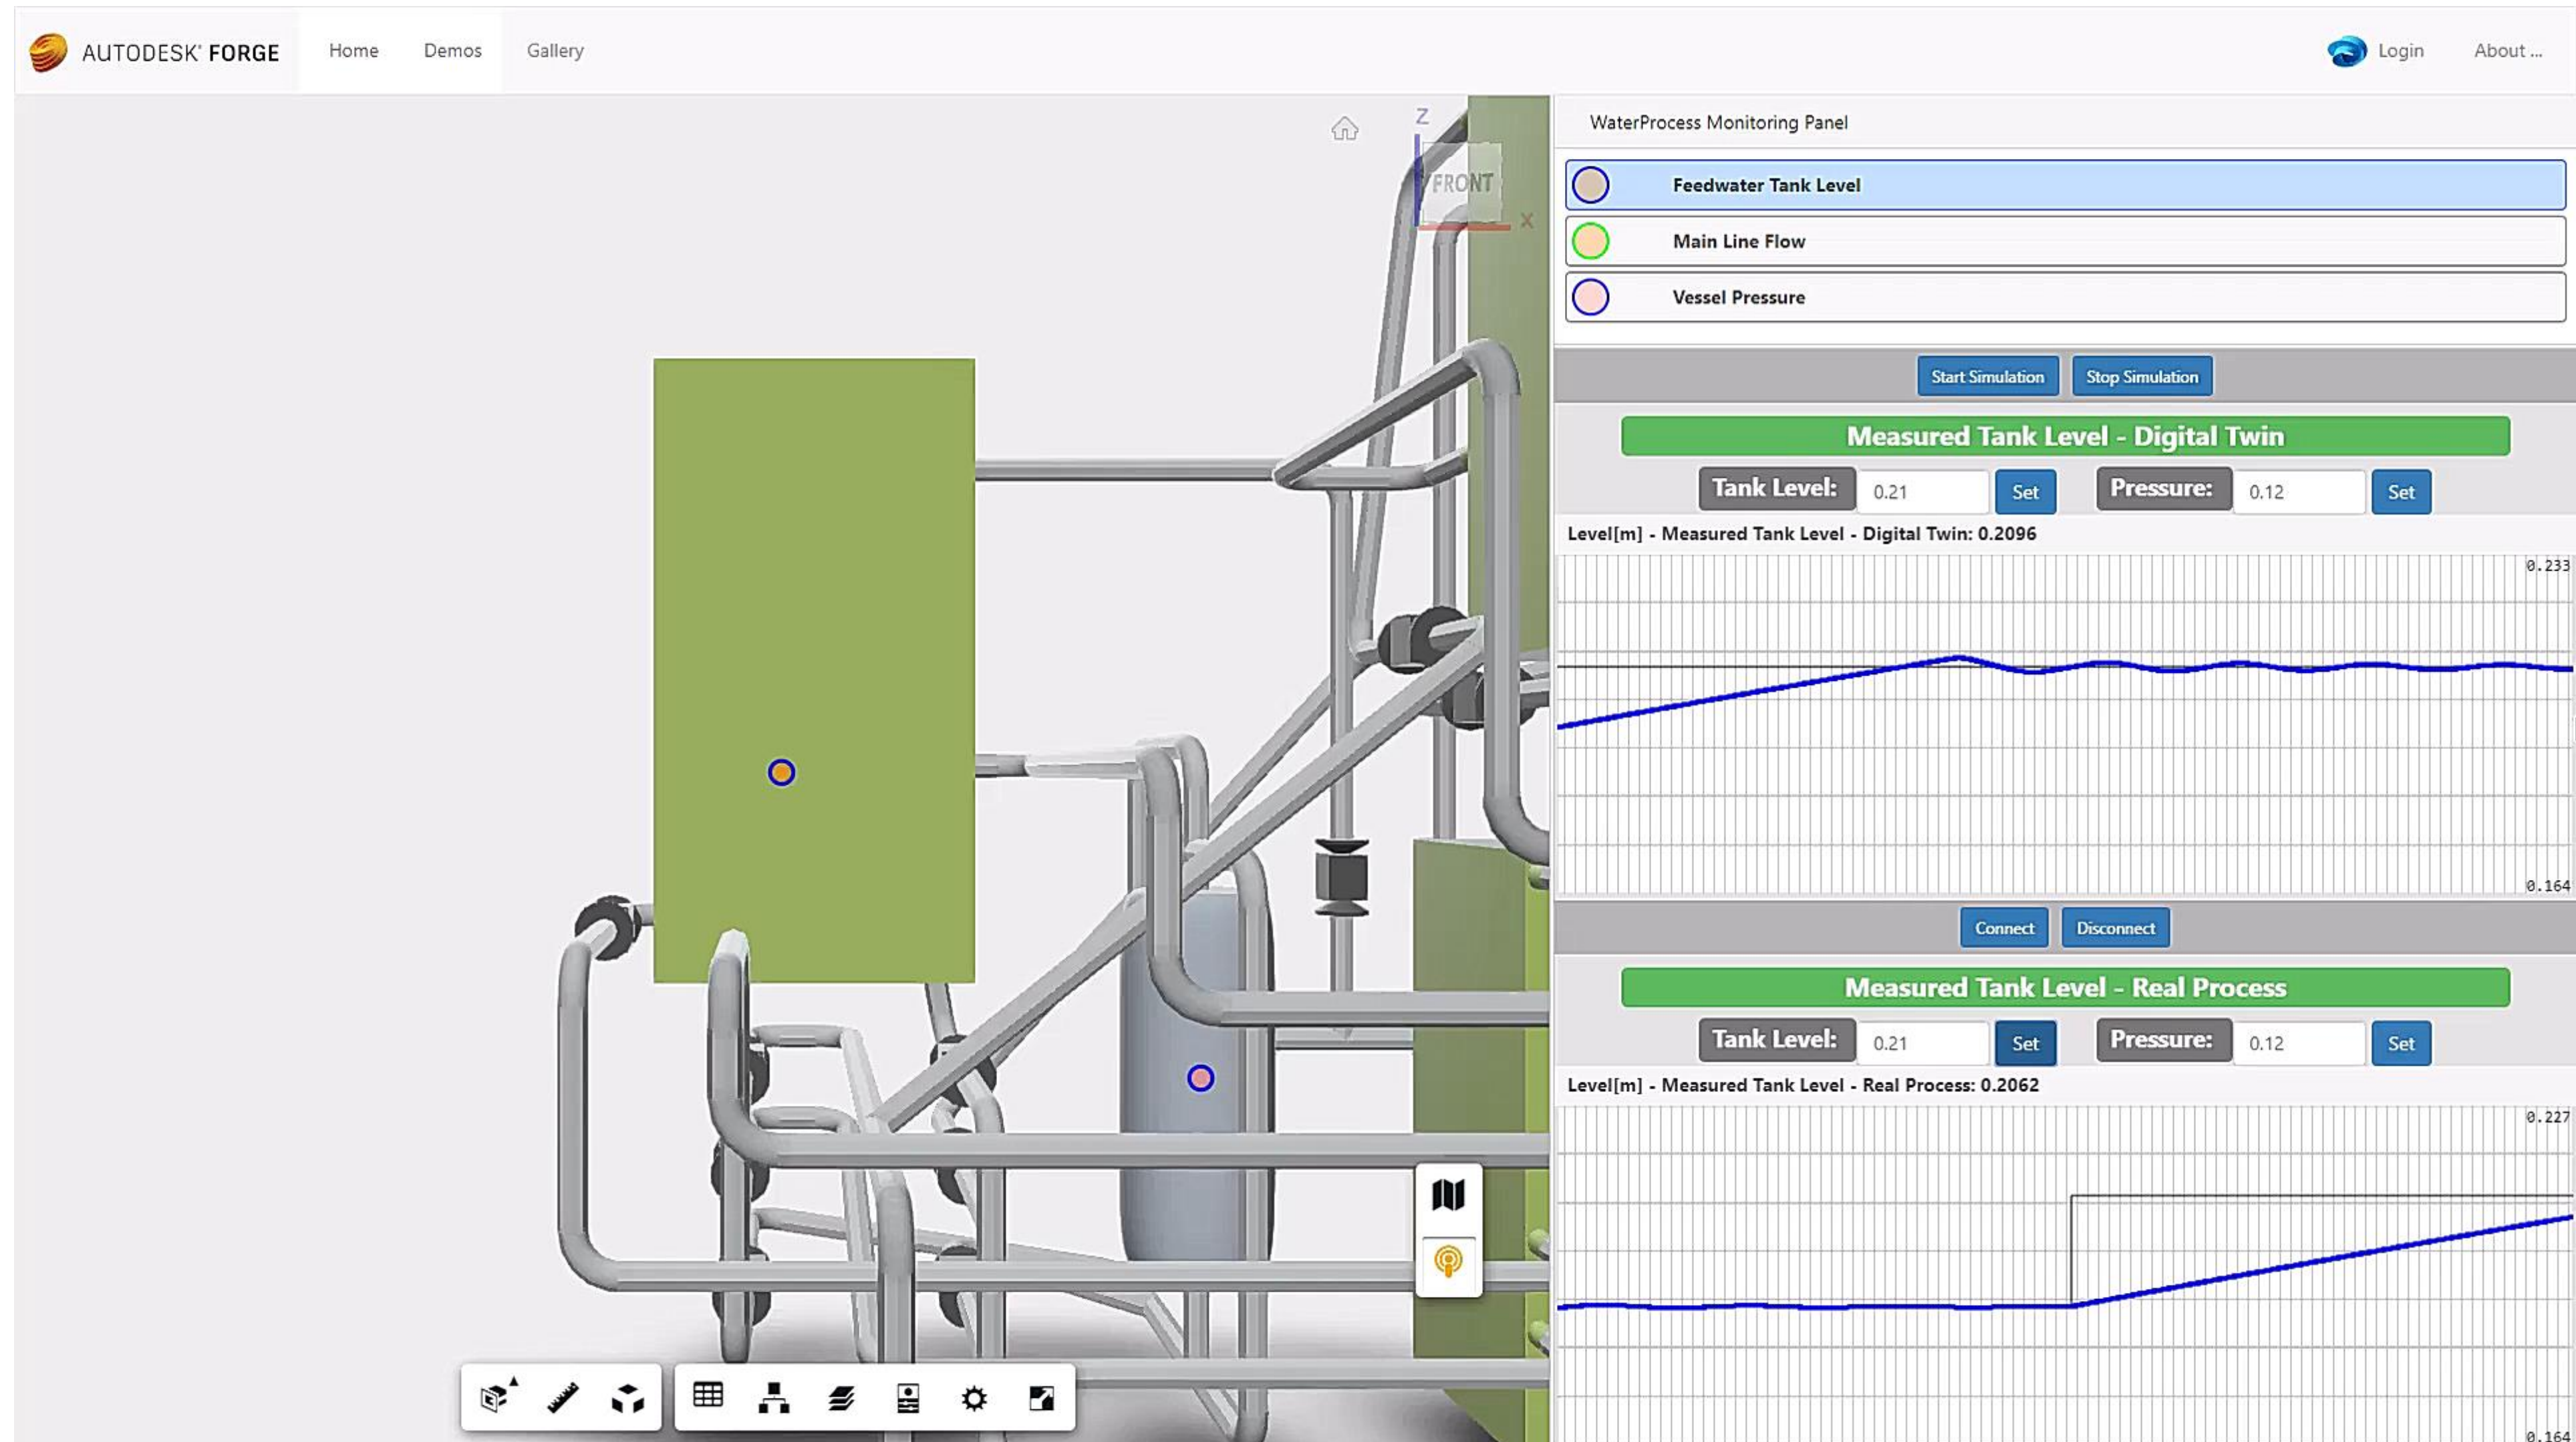 AUTODESK® FORGE Home Demos Gallery Login About ...
Z
FRONT
X
WaterProcess Monitoring Panel
Feedwater Tank Level
Main Line Flow
Vessel Pressure
Start Simulation Stop Simulation
Measured Tank Level - Digital Twin
Tank Level: 0.21 Set Pressure: 0.12 Set
Level[m] - Measured Tank Level - Digital Twin: 0.2096
0.233
0.164
Connect Disconnect
Measured Tank Level - Real Process
Tank Level: 0.21 Set Pressure: 0.12 Set
Level[m] - Measured Tank Level - Real Process: 0.2062
0.227
0.164